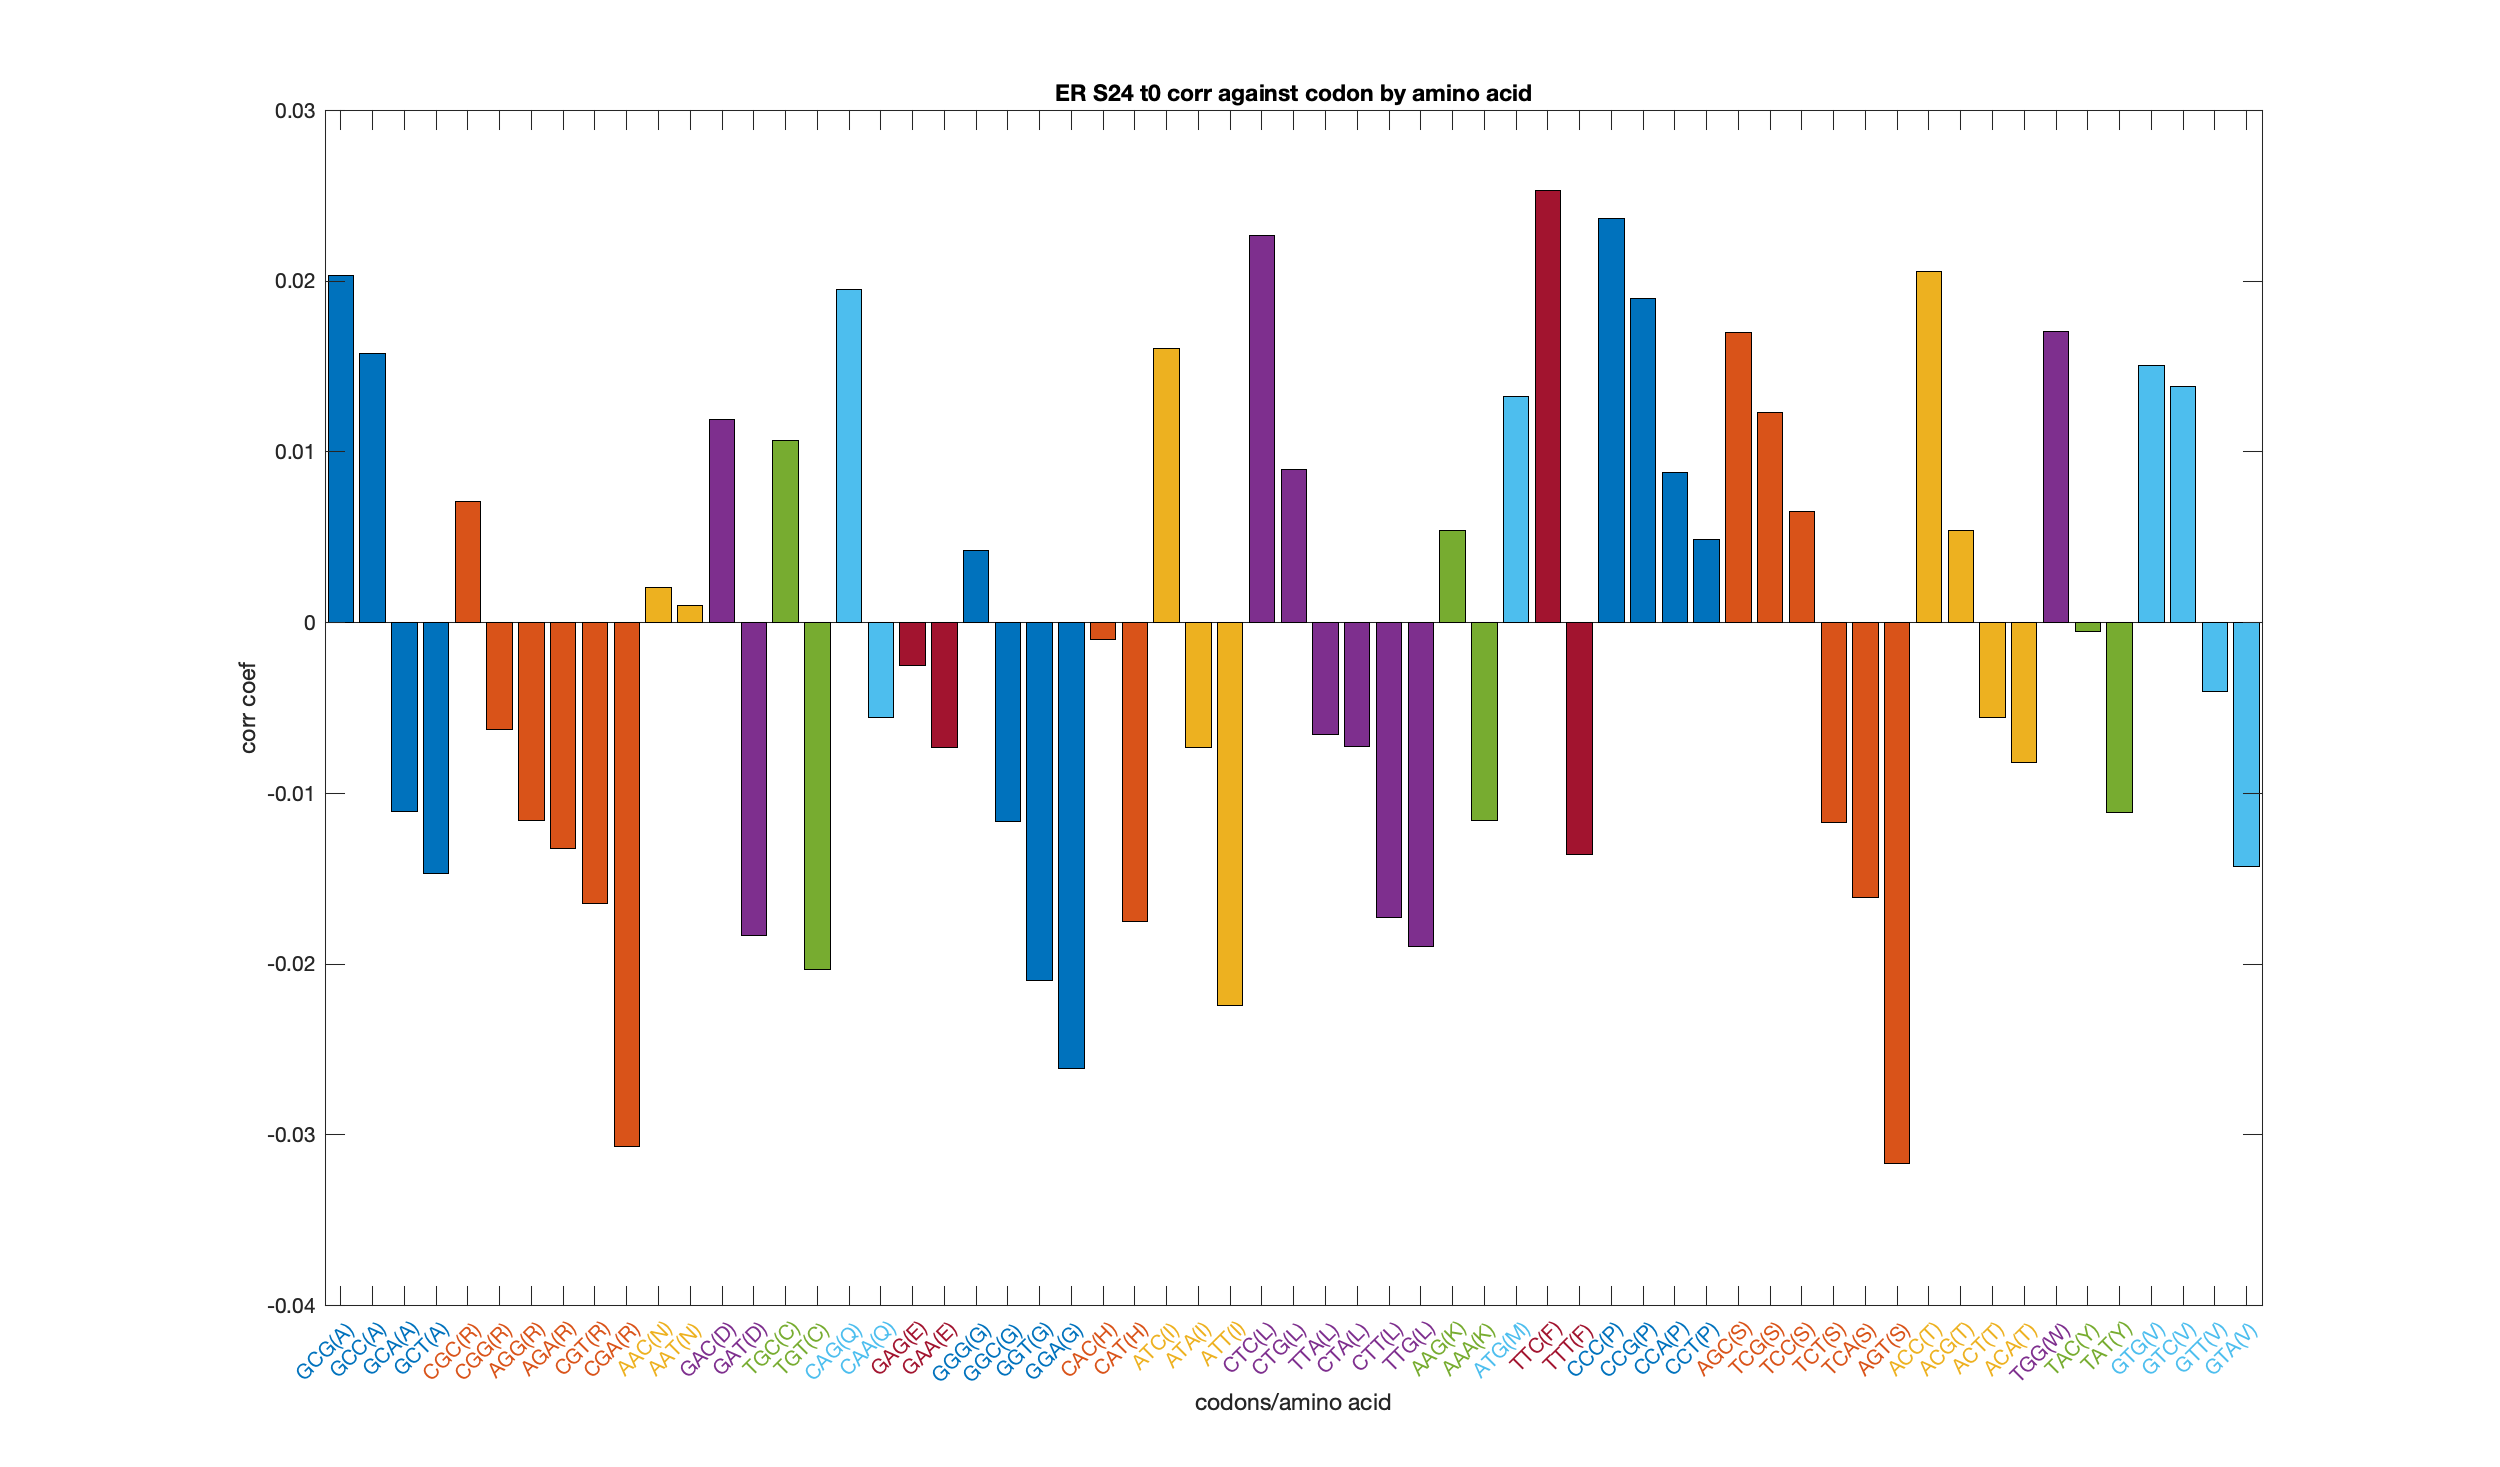 ER S24 t0 corr against codon by amino acid
0.03
0.02
0.01
0
-0.01
-0.02
-0.03
-0.04
corr coef
GCG(A) GCC(A) GCA(A) GCT(A) CGC(R) CGG(R) AGG(R) AGA(R) CGT(R) CGA(R) AAC(N) AAT(N) GAC(D) GAT(D) TGC(C) TGT(C) CAG(Q) CAA(Q) GAG(E) GAA(E) GGG(G) GGC(G) GGT(G) GGA(G) CAC(H) CAT(H) ATC(I) ATA(I) ATT(I) CTC(L) CTG(L) TTA(L) CTA(L) CTT(L) TTG(L) AAG(K) AAA(K) ATG(M) TTC(F) TTT(F) CCC(P) CCG(P) CCA(P) CCT(P) AGC(S) TCG(S) TCC(S) TCT(S) TCA(S) AGT(S) ACC(T) ACG(T) ACT(T) ACA(T) TGG(W) TAC(Y) TAT(Y) GTG(V) GTC(V) GTT(V) GTA(V)
codons/amino acid